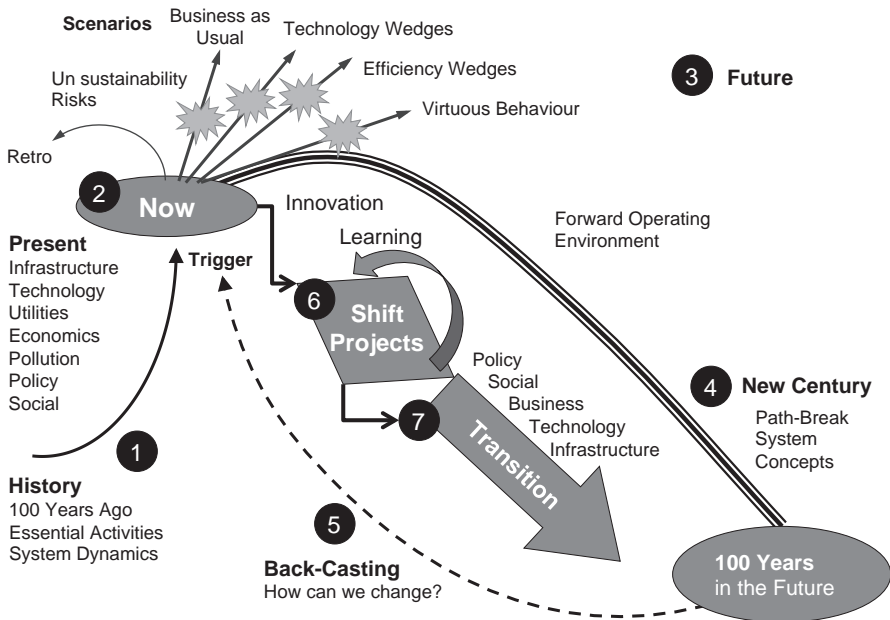 Scenarios
Business as
Usual
Technology Wedges
Efficiency Wedges
Virtuous Behaviour
Un sustainability
Risks
Retro
3
Future
2
Now
Innovation
Forward Operating
Environment
Present
Infrastructure
Technology
Utilities
Economics
Pollution
Policy
Social
Trigger
Learning
6
Shift
Projects
7
Policy
Social
Business
Technology
Infrastructure
Transition
4
New Century
Path-Break
System
Concepts
1
History
100 Years Ago
Essential Activities
System Dynamics
5
Back-Casting
How can we change?
100 Years
in the Future